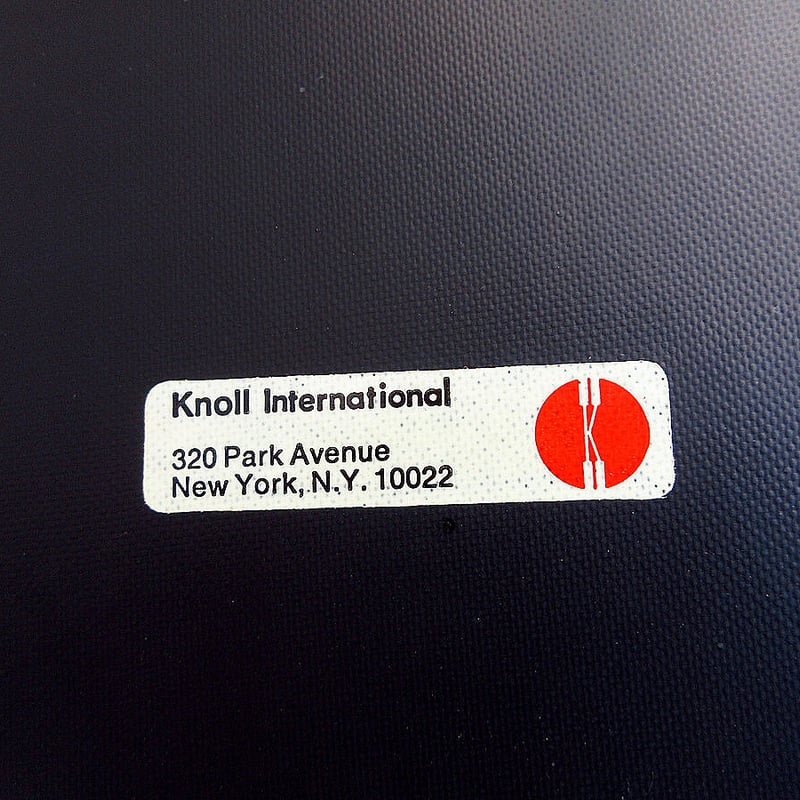 Knoll International
320 Park Avenue
New York, N.Y. 10022
K